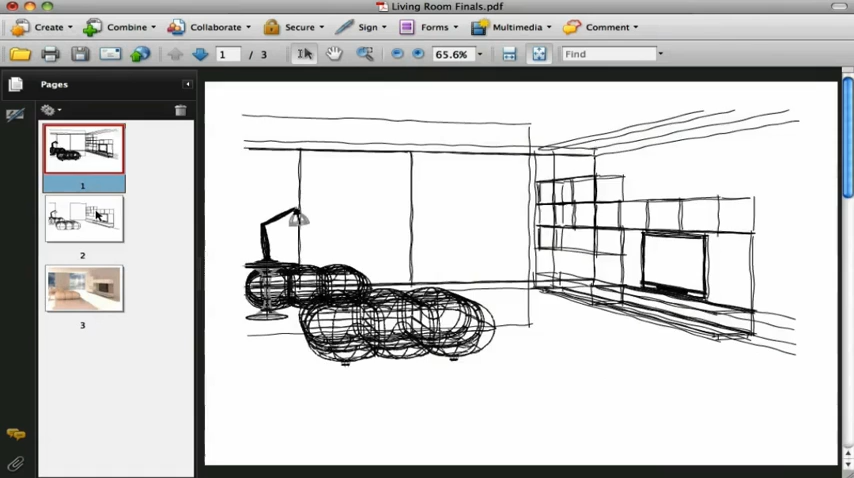 Living Room Finals.pdf
Create Combine Collaborate Secure Sign Forms Multimedia Comment
1 / 3 65.6% Find
Pages
1
2
3